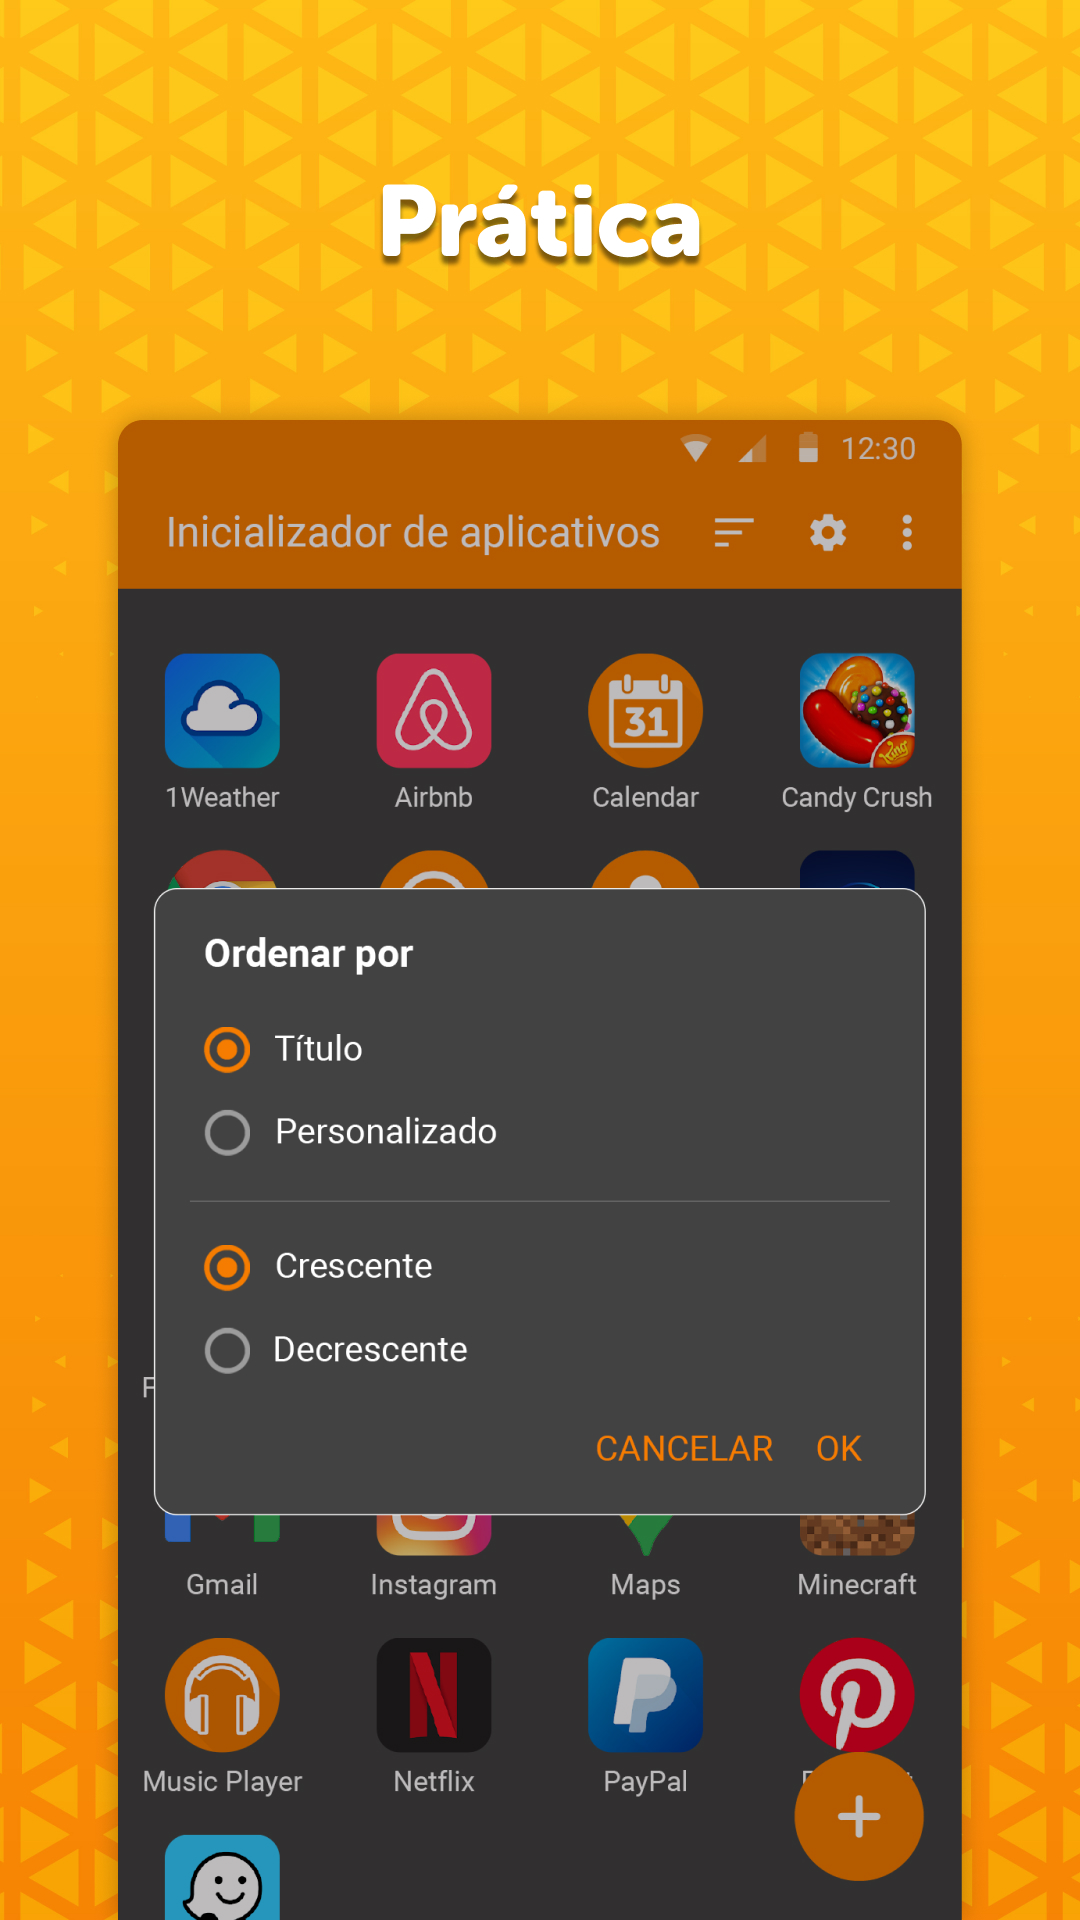 Prática
12:30
Inicializador de aplicativos
31
King
1Weather Airbnb Calendar Candy Crush
Ordenar por
Título
Personalizado
Crescente
Decrescente
CANCELAR OK
Gmail Instagram Maps Minecraft
Music Player Netflix PayPal